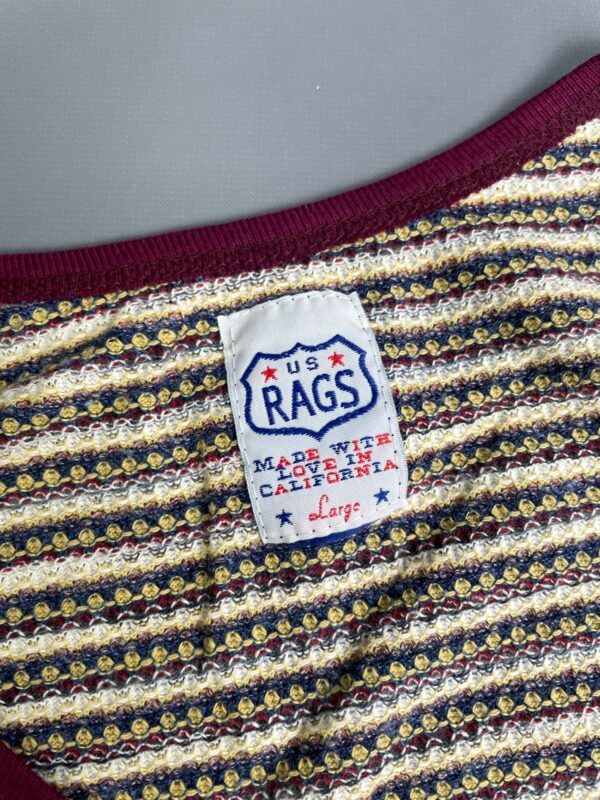 US
RAGS
MADE WITH
LOVE IN
CALIFORNIA
Large